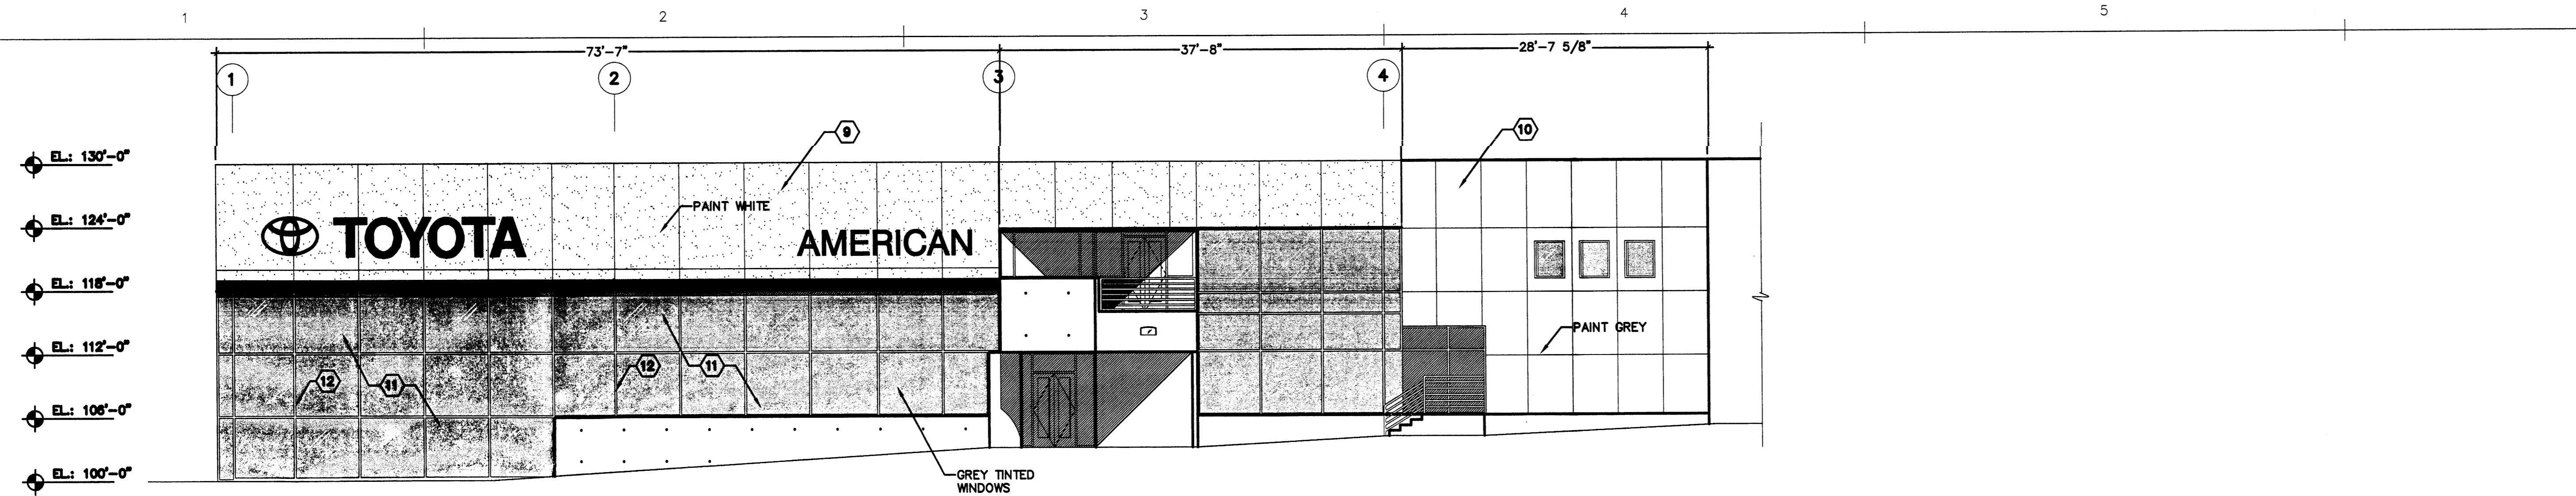 1 2 3 4 5
73'-7" 37'-8" 28'-7 5/8"
1 2 3 4
9
10
EL.: 130'-0"
PAINT WHITE
EL.: 124'-0"
TOYOTA AMERICAN
EL.: 118'-0"
PAINT GREY
EL.: 112'-0"
12 11 12 11
EL.: 106'-0"
EL.: 100'-0"
GREY TINTED
WINDOWS